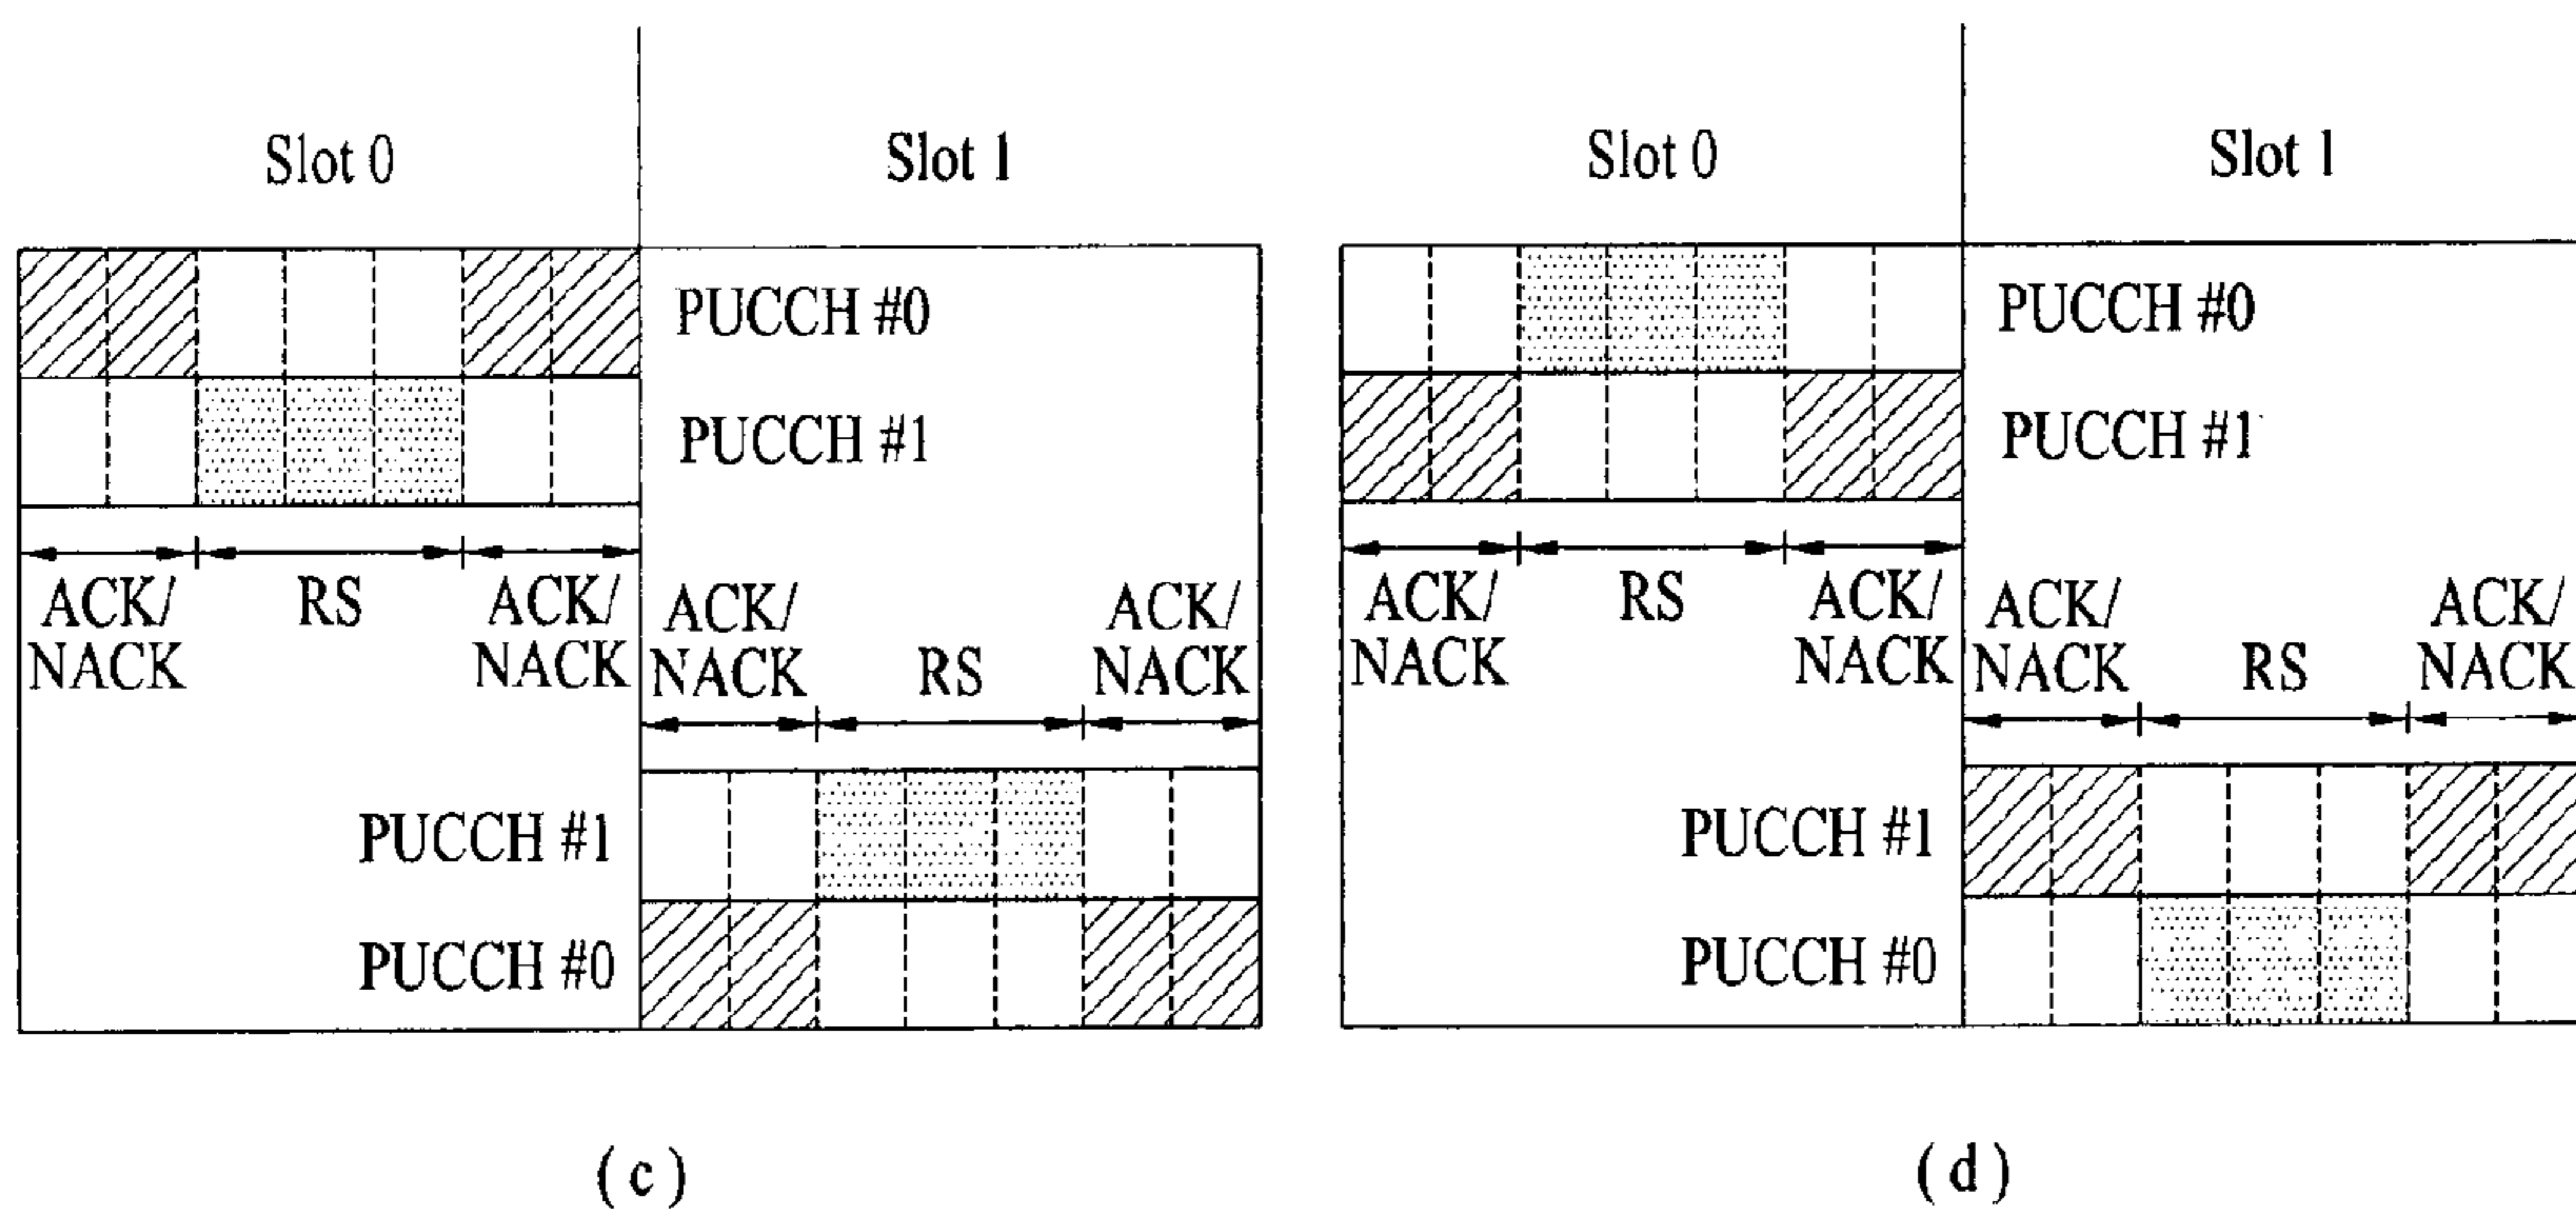 Slot 0
Slot 1
PUCCH #0
PUCCH #1
ACK/
NACK
RS
ACK/
NACK
ACK/
NACK
RS
ACK/
NACK
PUCCH #1
PUCCH #0
(c)
Slot 0
Slot 1
PUCCH #0
PUCCH #1
ACK/
NACK
RS
ACK/
NACK
ACK/
NACK
RS
ACK/
NACK
PUCCH #1
PUCCH #0
(d)